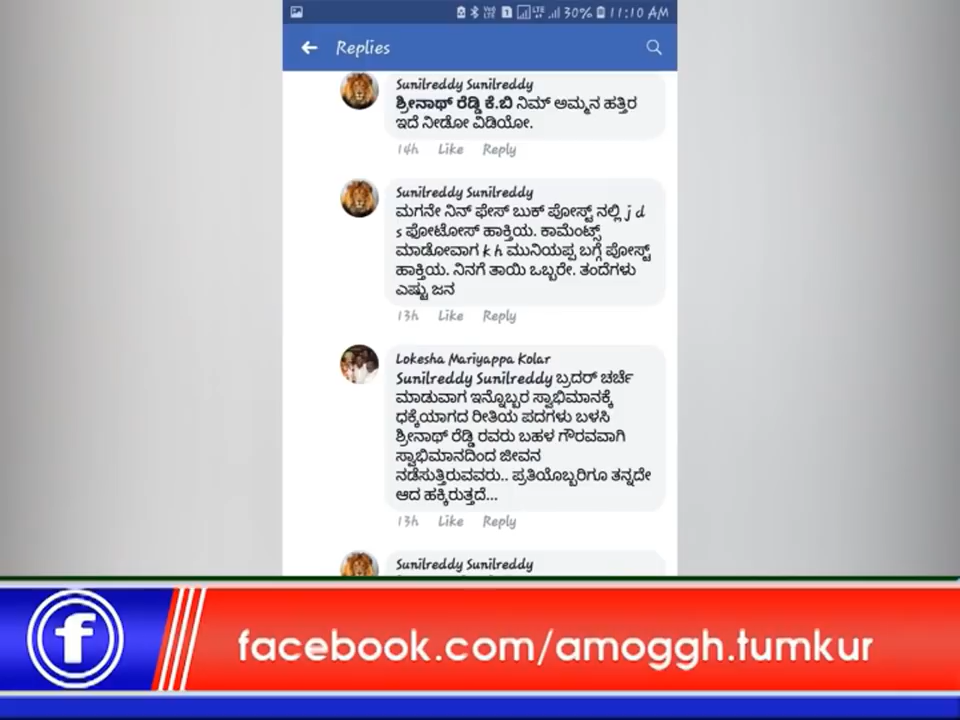 30% 11:10 AM
Replies
Sunilreddy Sunilreddy
ಶ್ರೀನಾಥ್ ರೆಡ್ಡಿ ಕೆ.ಬಿ ನಿಮ್ ಅಮ್ಮನ ಹತ್ತಿರ
ಇದೆ ನೀಡೋ ವಿಡಿಯೋ.
14h Like Reply
Sunilreddy Sunilreddy
ಮಗನೇ ನಿನ್ ಫೇಸ್ ಬುಕ್ ಪೋಸ್ಟ್ ನಲ್ಲಿ j d
s ಫೋಟೋಸ್ ಹಾಕ್ತಿಯ. ಕಾಮೆಂಟ್ಸ್
ಮಾಡೋವಾಗ k h ಮುನಿಯಪ್ಪ ಬಗ್ಗೆ ಪೋಸ್ಟ್
ಹಾಕ್ತಿಯ. ನಿನಗೆ ತಾಯಿ ಒಬ್ಬರೇ. ತಂದೆಗಳು
ಎಷ್ಟು ಜನ
13h Like Reply
Lokesha Mariyappa Kolar
Sunilreddy Sunilreddy ಬ್ರದರ್ ಚರ್ಚೆ
ಮಾಡುವಾಗ ಇನ್ನೊಬ್ಬರ ಸ್ವಾಭಿಮಾನಕ್ಕೆ
ಧಕ್ಕೆಯಾಗದ ರೀತಿಯ ಪದಗಳು ಬಳಸಿ
ಶ್ರೀನಾಥ್ ರೆಡ್ಡಿ ರವರು ಬಹಳ ಗೌರವವಾಗಿ
ಸ್ವಾಭಿಮಾನದಿಂದ ಜೀವನ
ನಡೆಸುತ್ತಿರುವವರು.. ಪ್ರತಿಯೊಬ್ಬರಿಗೂ ತನ್ನದೇ
ಆದ ಹಕ್ಕಿರುತ್ತದೆ...
13h Like Reply
Sunilreddy Sunilreddy
facebook.com/amoggh.tumkur